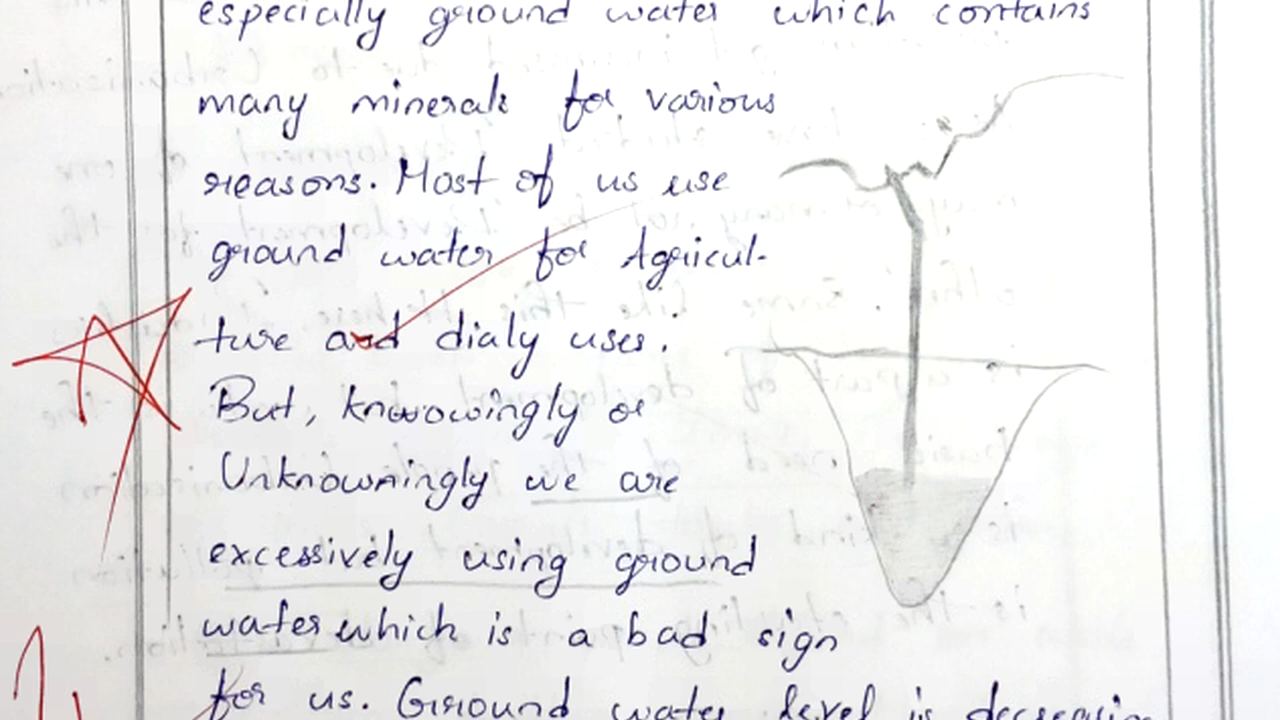 especially ground water which contains
many minerals for various
reasons. Most of us use
ground water for Agricul-
ture and dialy uses.
But, knowowingly or
Unknowningly we are
excessively using ground
water which is a bad sign
for us. Ground water level is decreasin